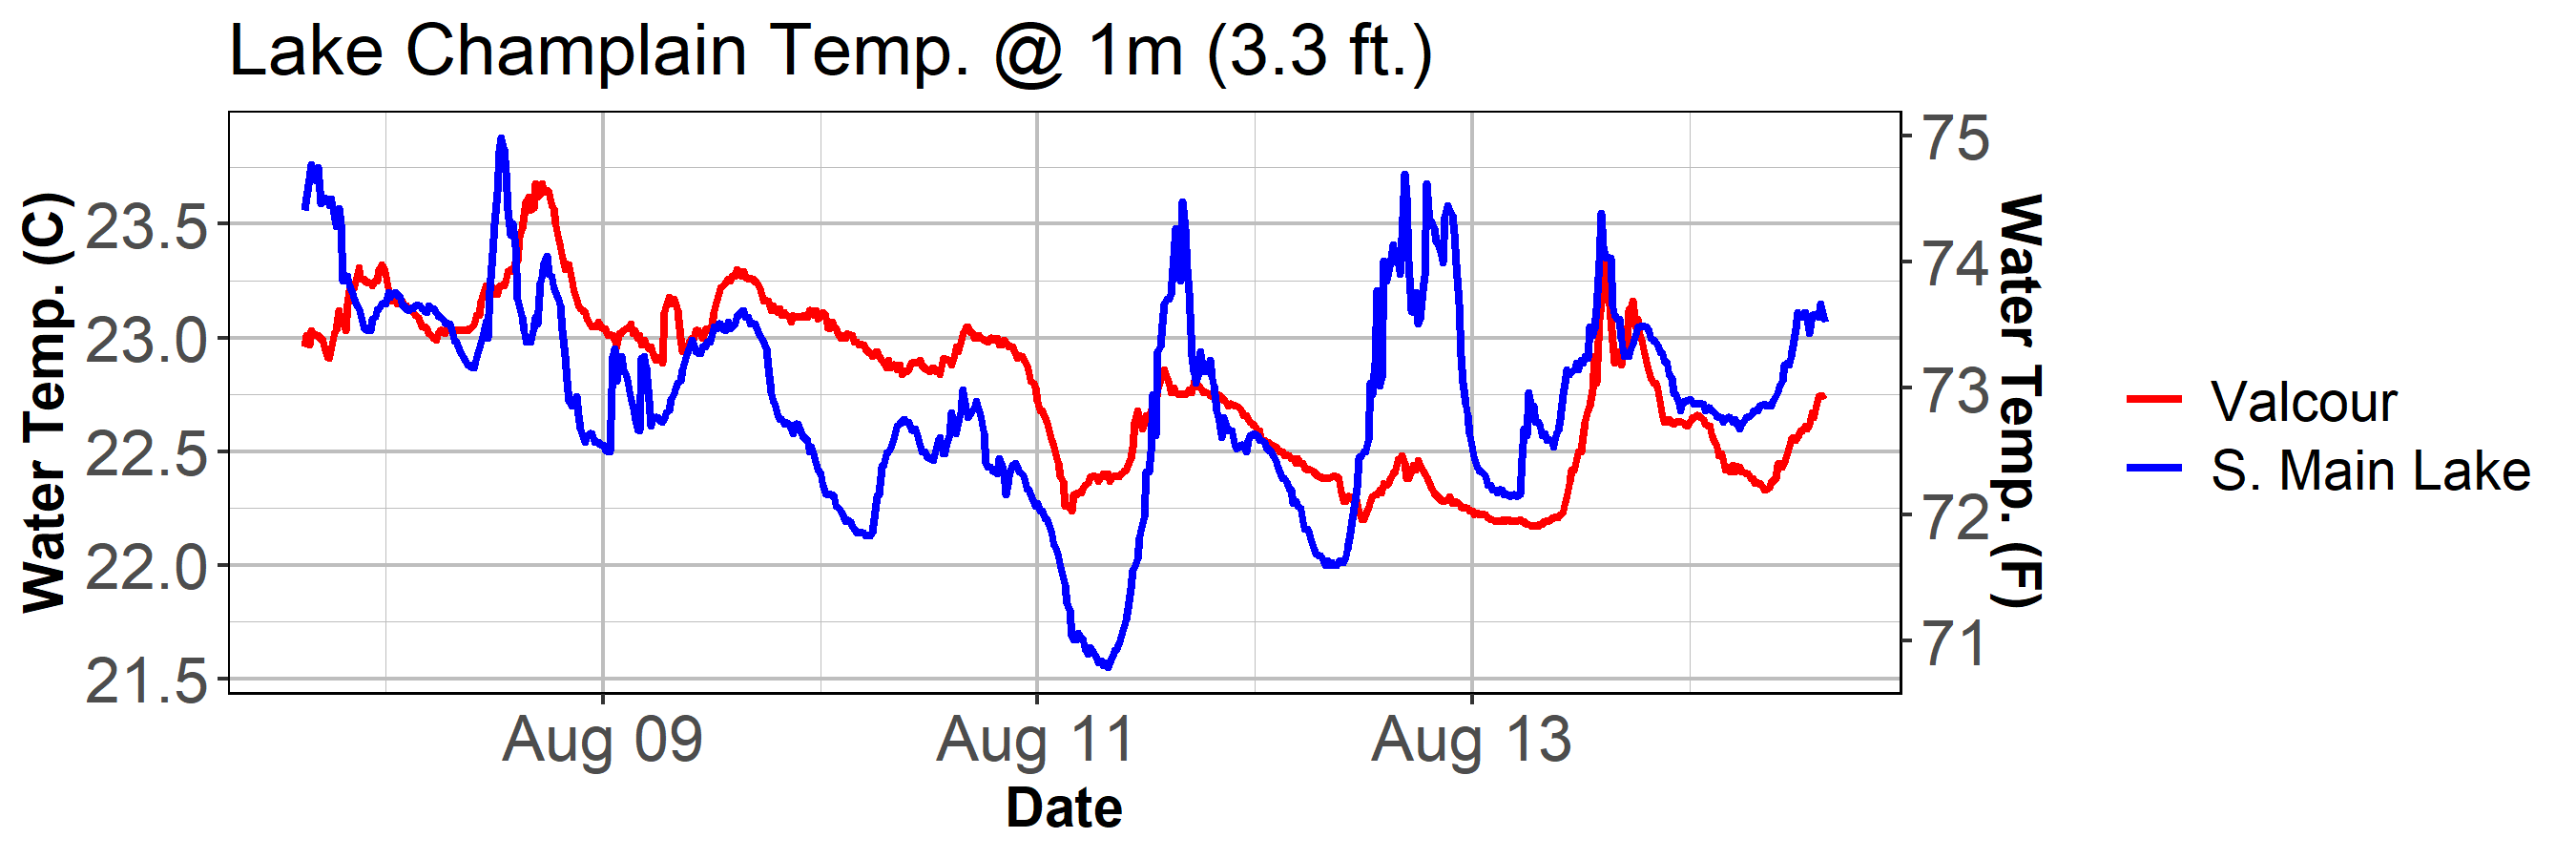 Lake Champlain Temp. @ 1m (3.3 ft.)
Water Temp. (C)
23.5
23.0
22.5
22.0
21.5
75
74
73
72
71
Water Temp. (F)
Aug 09
Aug 11
Aug 13
Date
Valcour
S. Main Lake